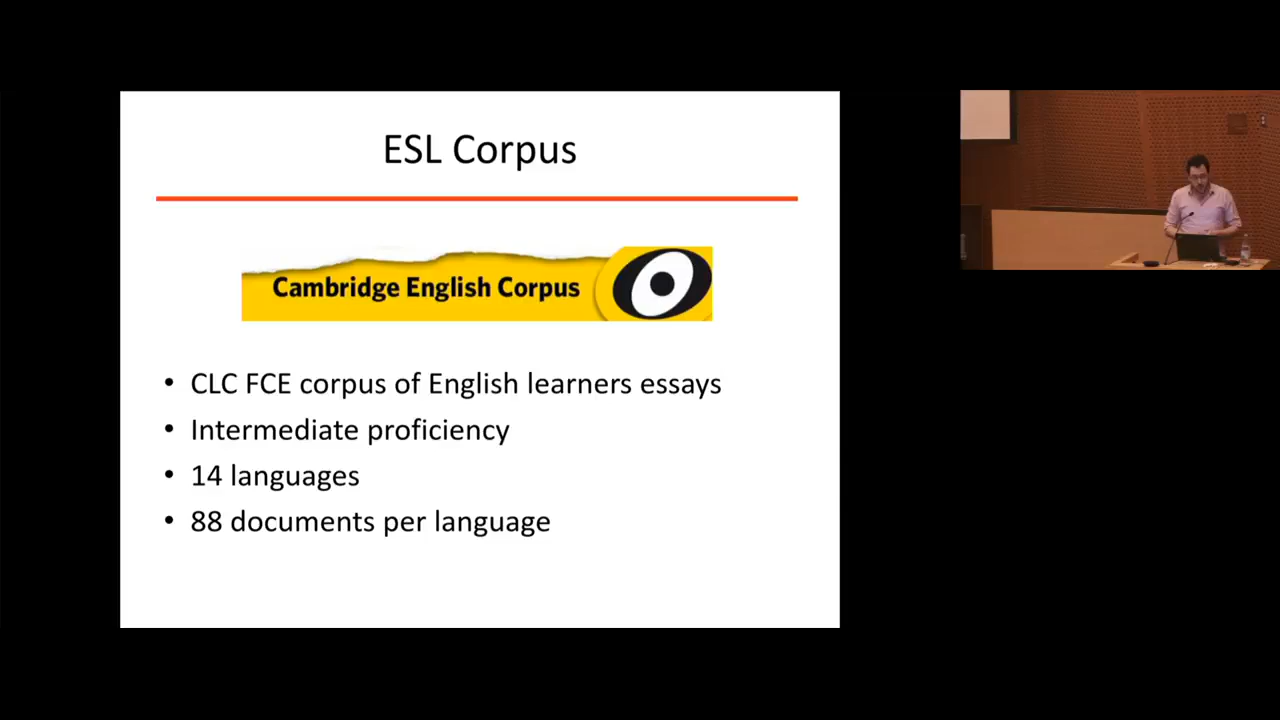 ESL Corpus
Cambridge English Corpus
• CLC FCE corpus of English learners essays
• Intermediate proficiency
• 14 languages
• 88 documents per language